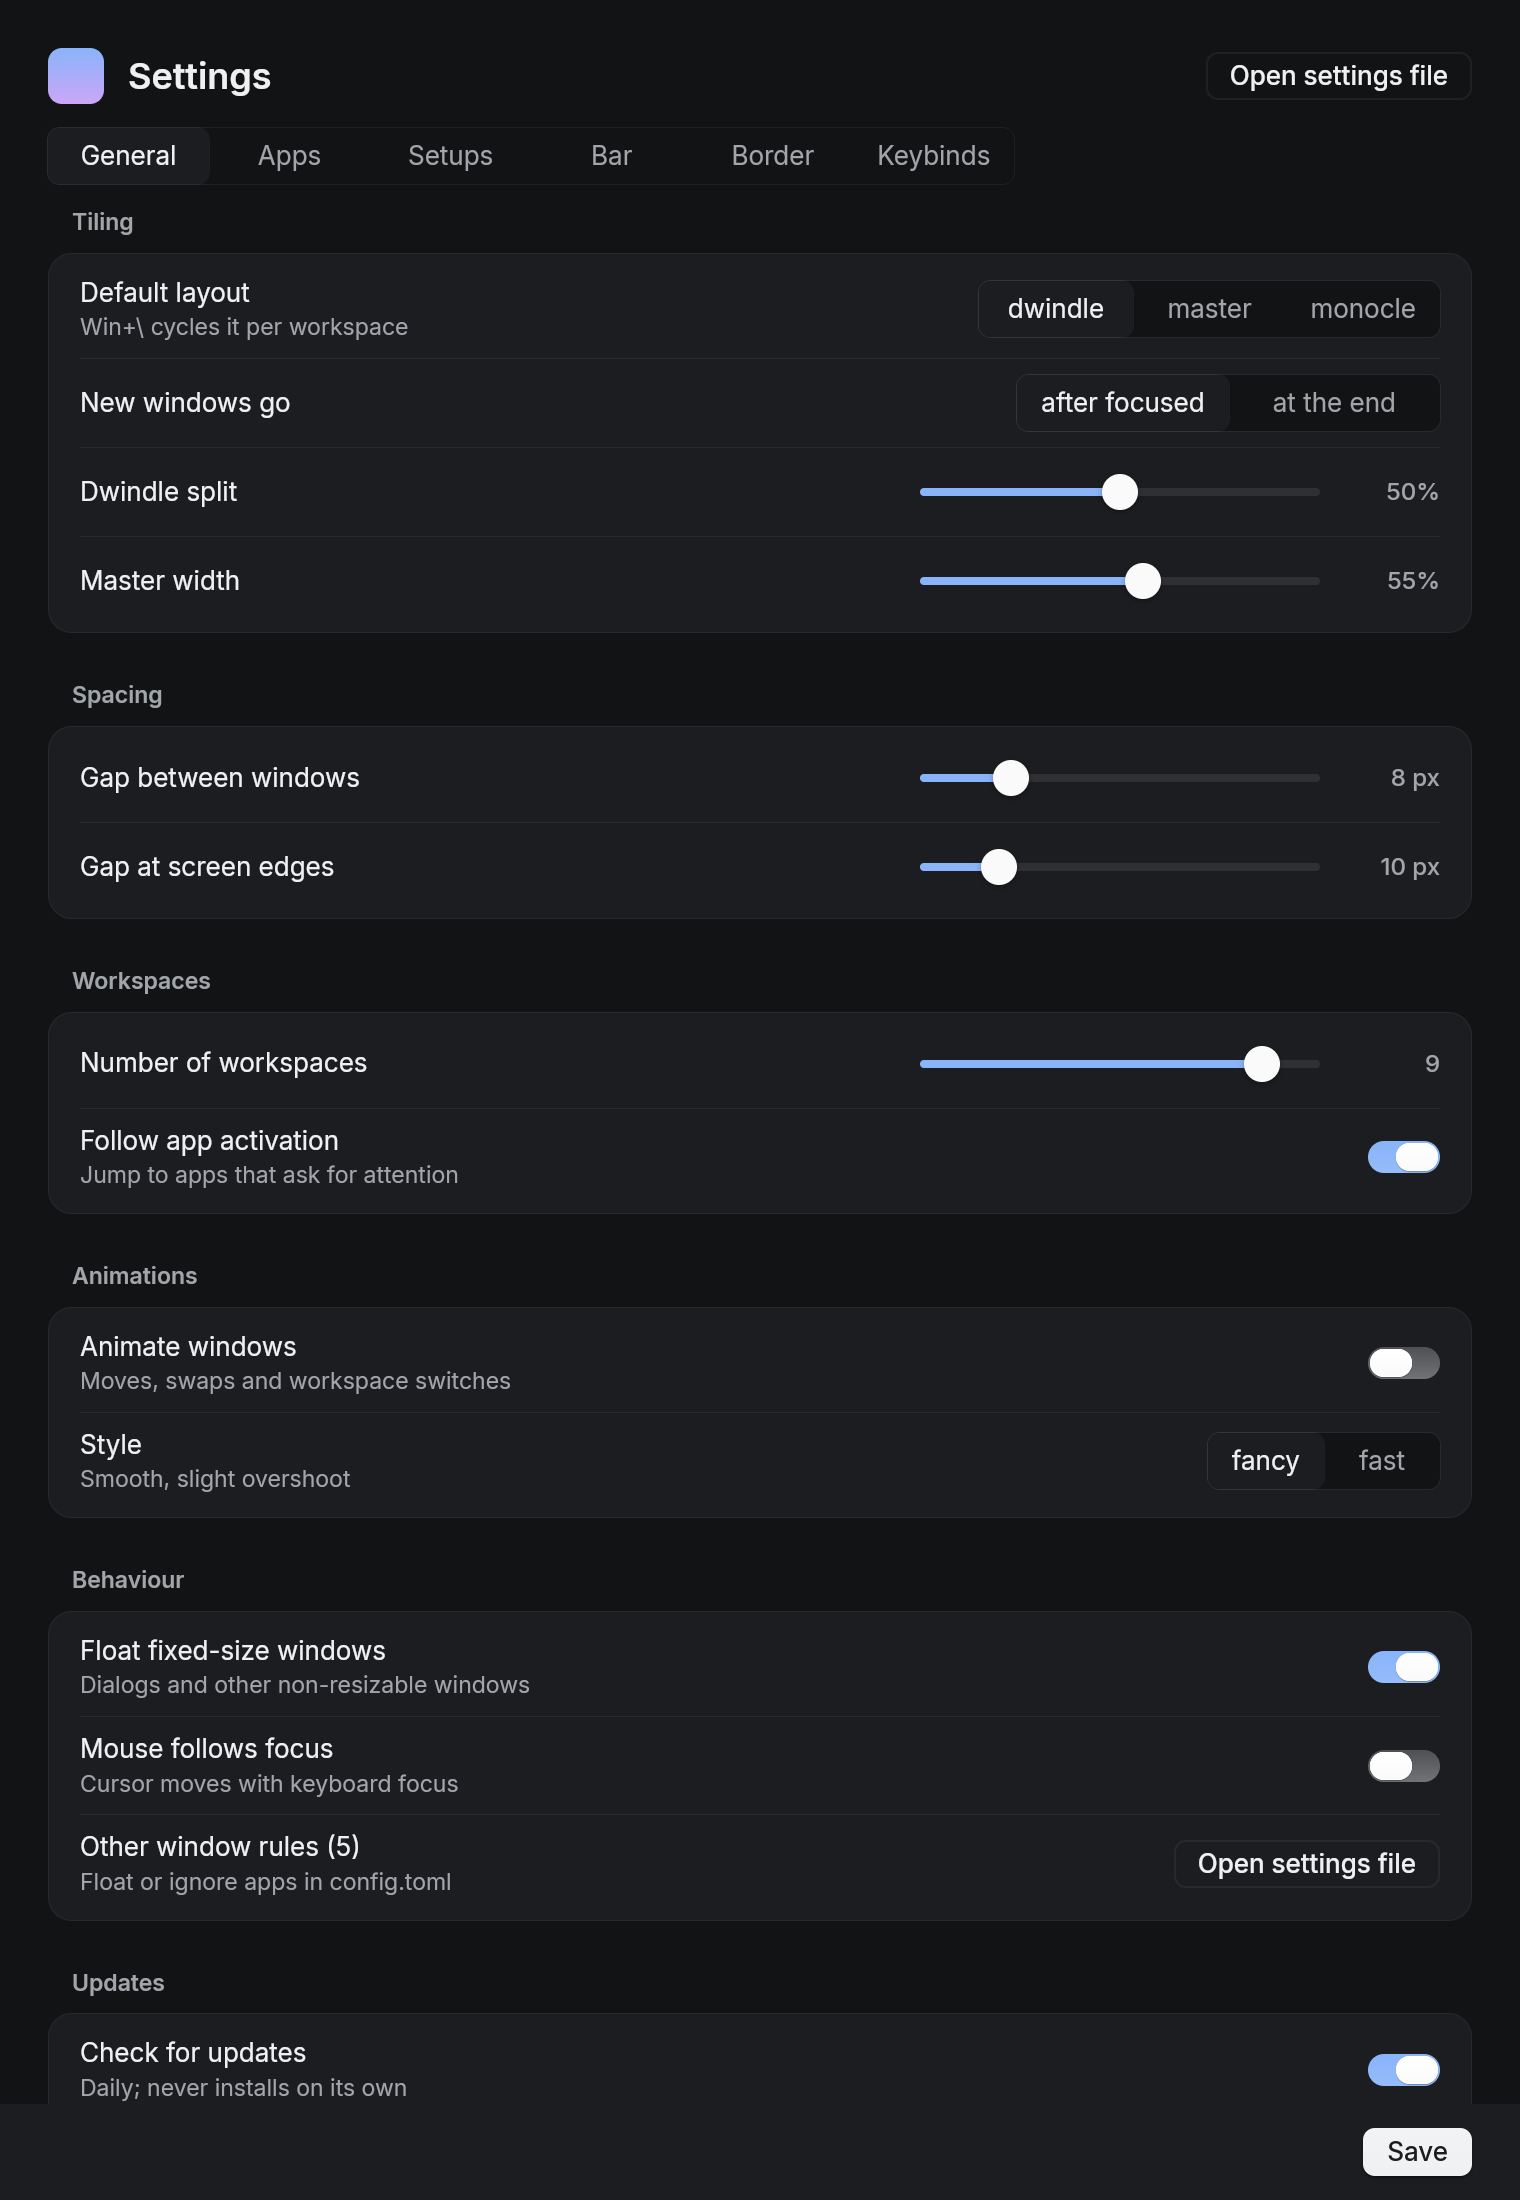 Settings
Open settings file
General
Apps
Setups
Bar
Border
Keybinds
Tiling
Default layout
Win+\ cycles it per workspace
dwindle
master
monocle
New windows go
after focused
at the end
Dwindle split
50%
Master width
55%
Spacing
Gap between windows
8 px
Gap at screen edges
10 px
Workspaces
Number of workspaces
9
Follow app activation
Jump to apps that ask for attention
Animations
Animate windows
Moves, swaps and workspace switches
Style
Smooth, slight overshoot
fancy
fast
Behaviour
Float fixed-size windows
Dialogs and other non-resizable windows
Mouse follows focus
Cursor moves with keyboard focus
Other window rules (5)
Float or ignore apps in config.toml
Open settings file
Updates
Check for updates
Daily; never installs on its own
Save